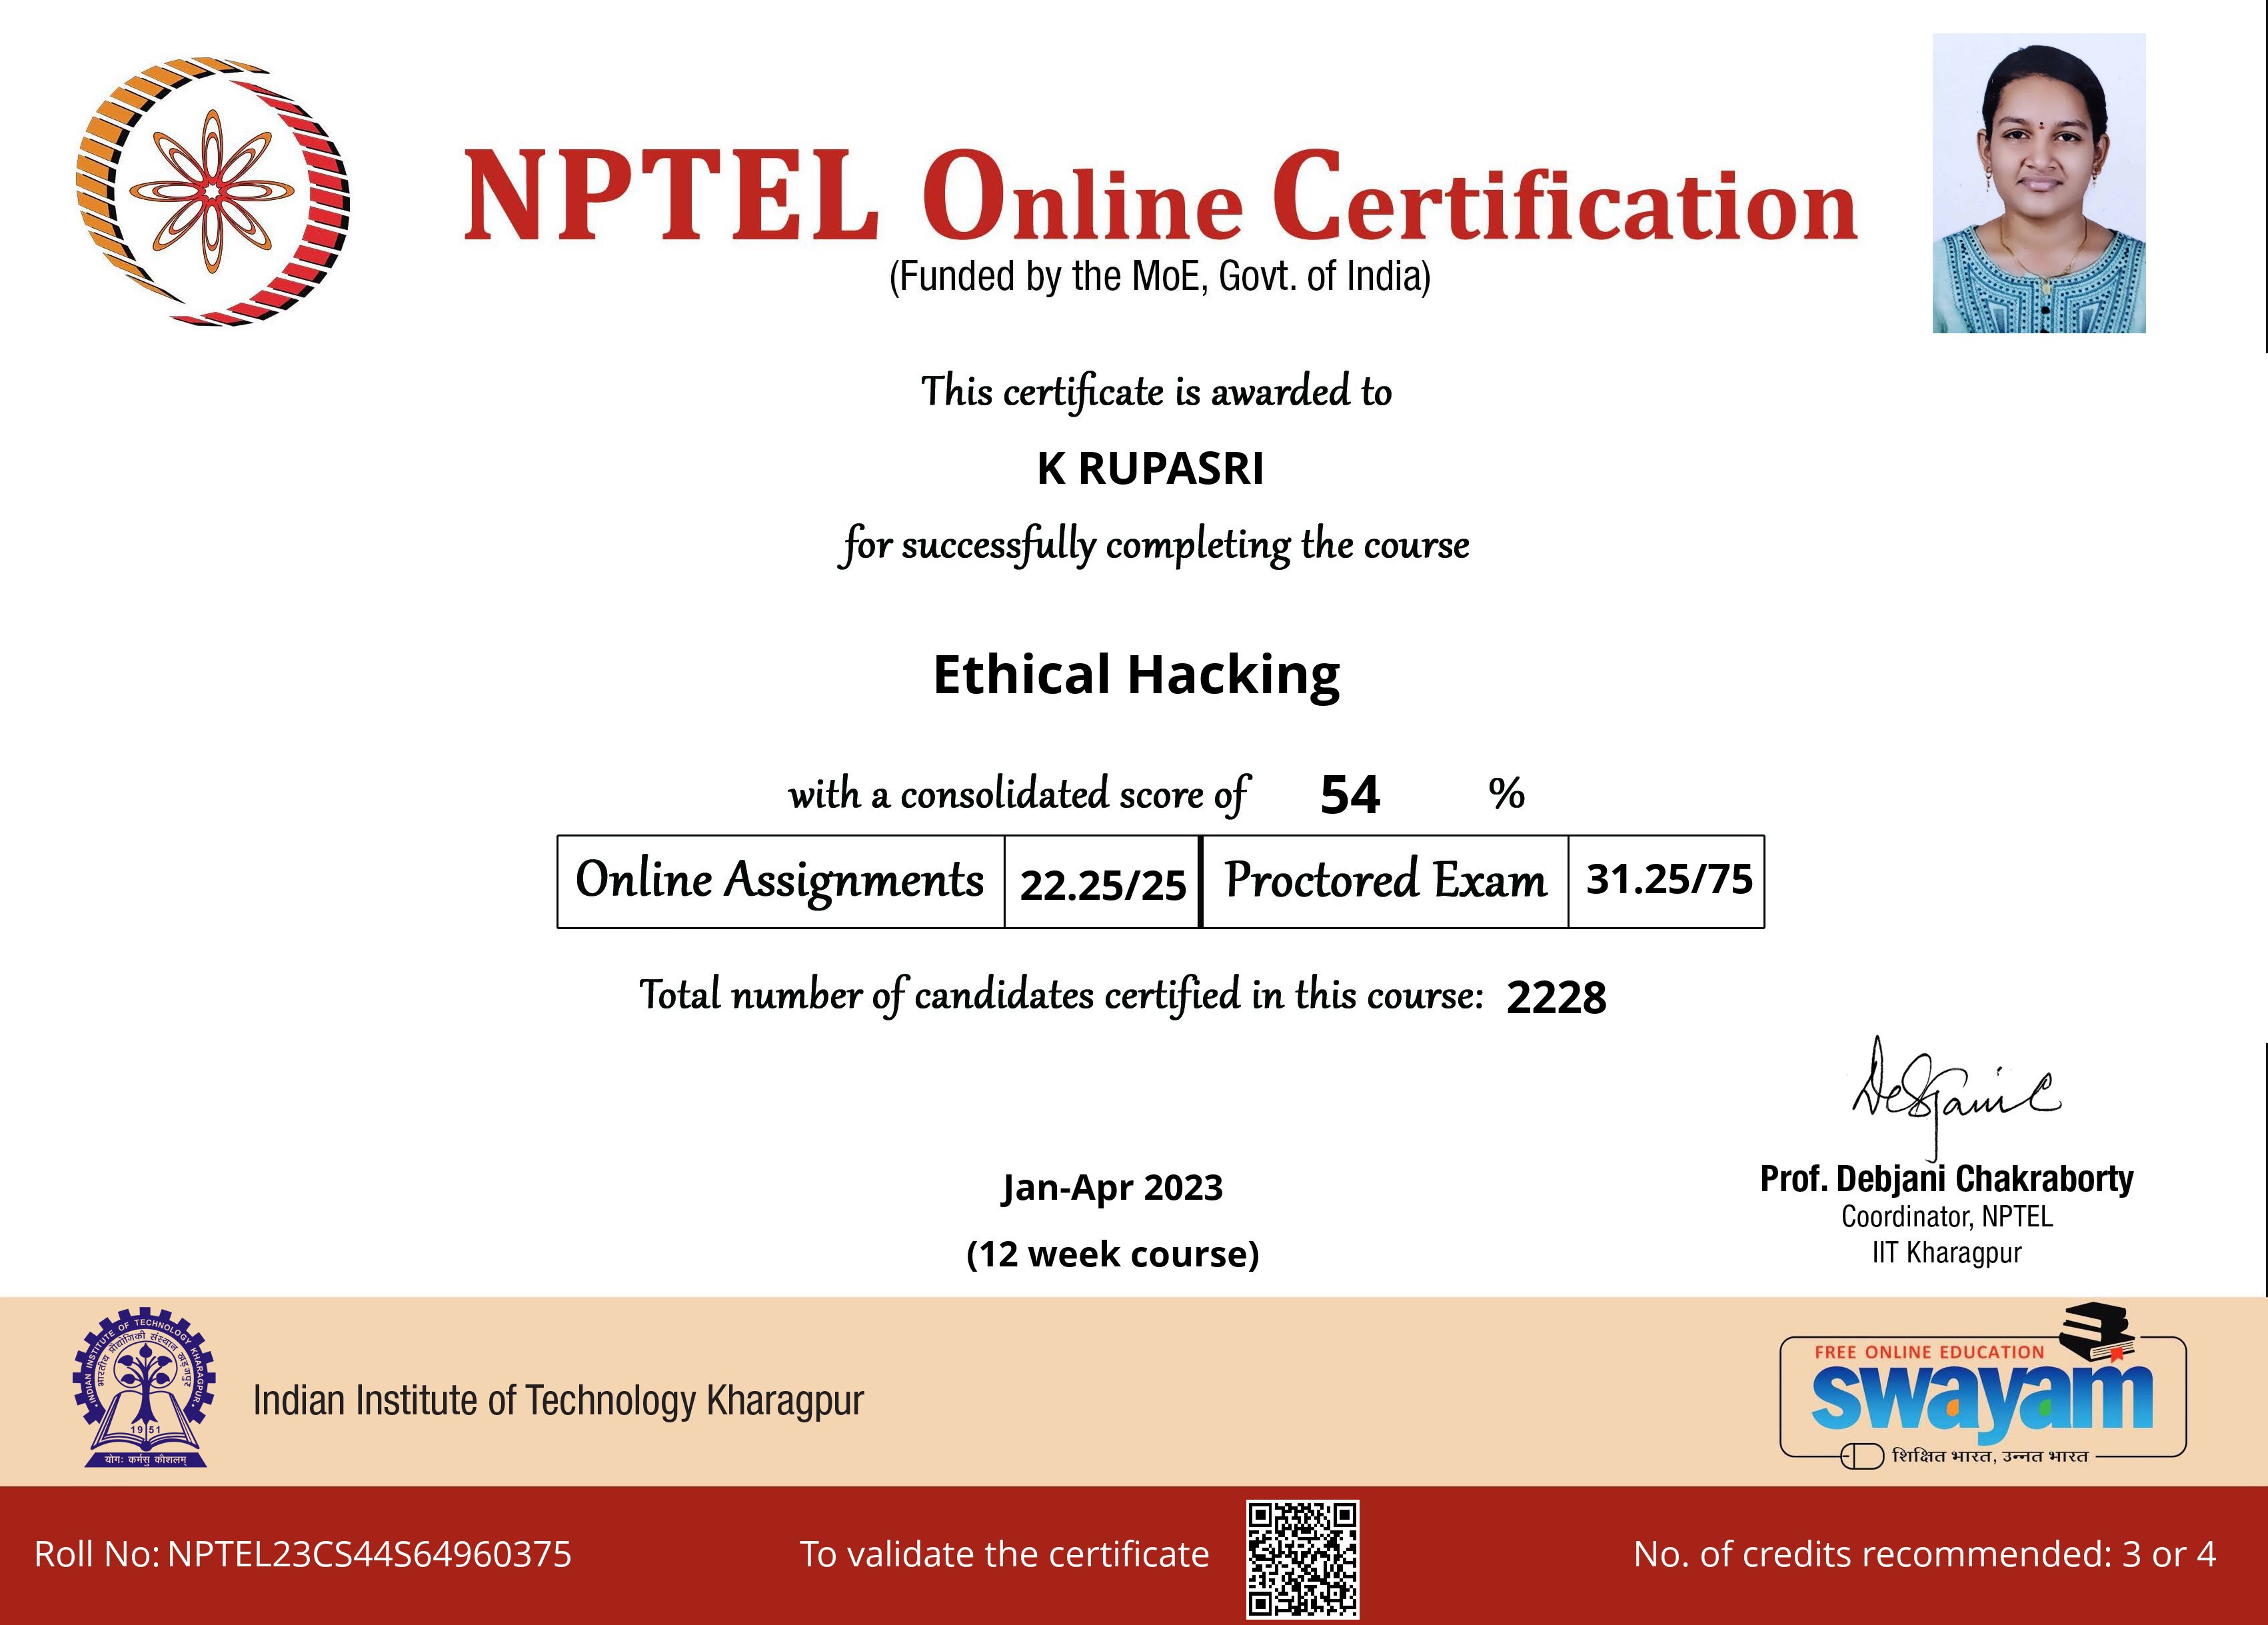 NPTEL Online Certification
(Funded by the MoE, Govt. of India)
This certificate is awarded to
K RUPASRI
for successfully completing the course
Ethical Hacking
with a consolidated score of 54 %
Online Assignments 22.25/25 Proctored Exam 31.25/75
Total number of candidates certified in this course: 2228
Debjani C
Prof. Debjani Chakraborty
Coordinator, NPTEL
IIT Kharagpur
Jan-Apr 2023
(12 week course)
INDIAN INSTITUTE OF TECHNOLOGY KHARAGPUR
भारतीय प्रौद्योगिकी संस्थान खड़गपुर
1951
योगः कर्मसु कौशलम्
Indian Institute of Technology Kharagpur
FREE ONLINE EDUCATION
swayam
शिक्षित भारत, उन्नत भारत
Roll No: NPTEL23CS44S64960375
To validate the certificate
No. of credits recommended: 3 or 4